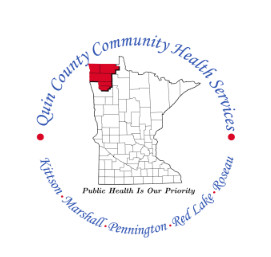 Quin County Community Health Services
Public Health Is Our Priority
Kittson • Marshall • Pennington • Red Lake • Roseau